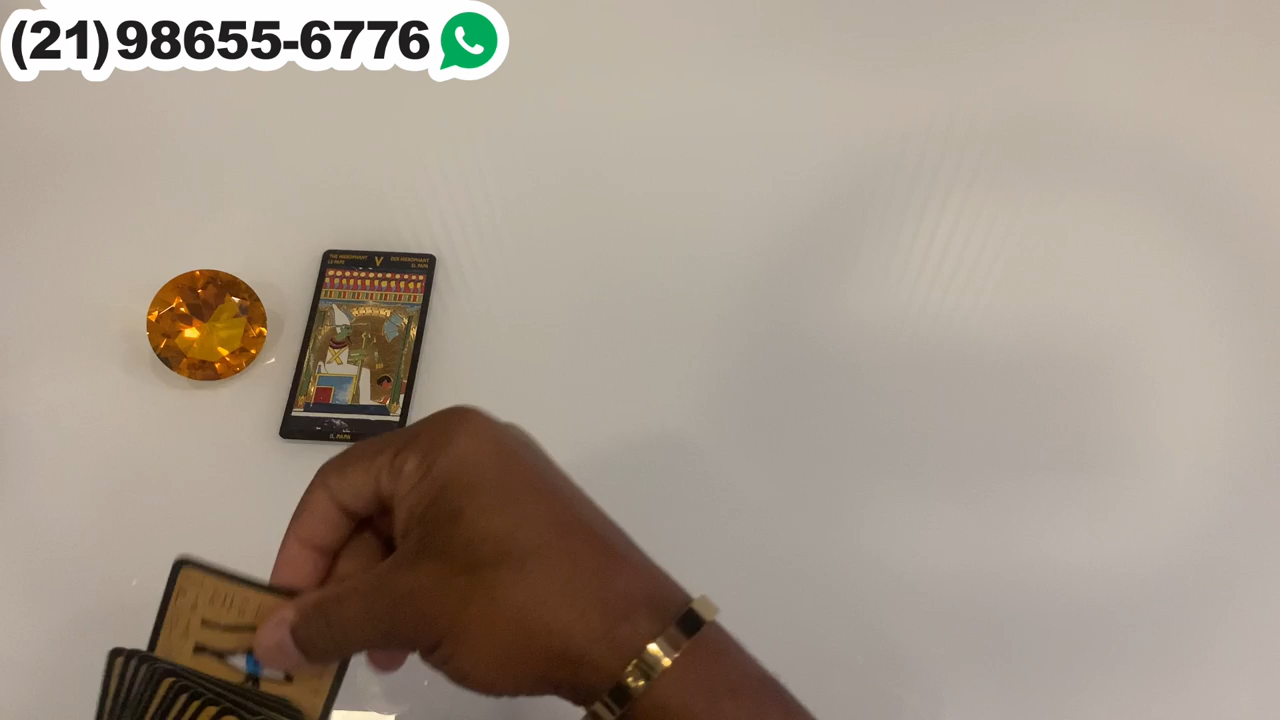 (21)98655-6776
THE HIEROPHANT
LE PAPE
V
DER HIEROPHANT
EL PAPA
IL PAPA